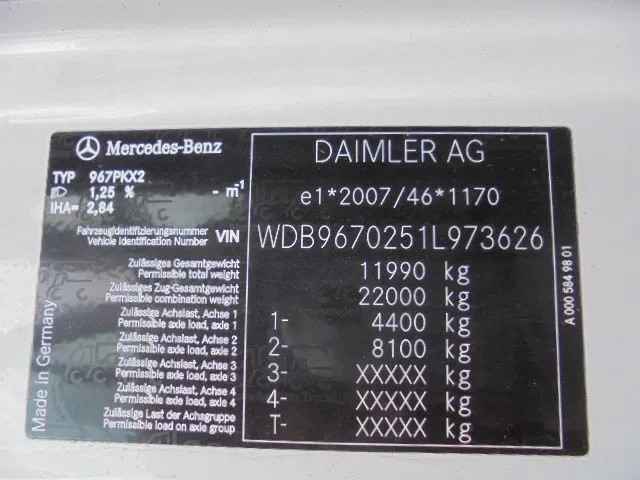 Mercedes-Benz
TYP 967PKX2
1,25 % - m⁻¹
IHA= 2,84
Fahrzeugidentifizierungsnummer
Vehicle Identification Number VIN
Zulässiges Gesamtgewicht
Permissible total weight
Zulässiges Zug-Gesamtgewicht
Permissible combination weight
Zulässige Achslast, Achse 1
Permissible axle load, axle 1
Zulässige Achslast, Achse 2
Permissible axle load, axle 2
Zulässige Achslast, Achse 3
Permissible axle load, axle 3
Zulässige Achslast, Achse 4
Permissible axle load, axle 4
Zulässige Last der Achsgruppe
Permissible load on axle group
DAIMLER AG
e1*2007/46*1170
WDB9670251L973626
11990 kg
22000 kg
1- 4400 kg
2- 8100 kg
3- XXXXX kg
4- XXXXX kg
T- XXXXX kg
Made in Germany
A 000 584 98 01